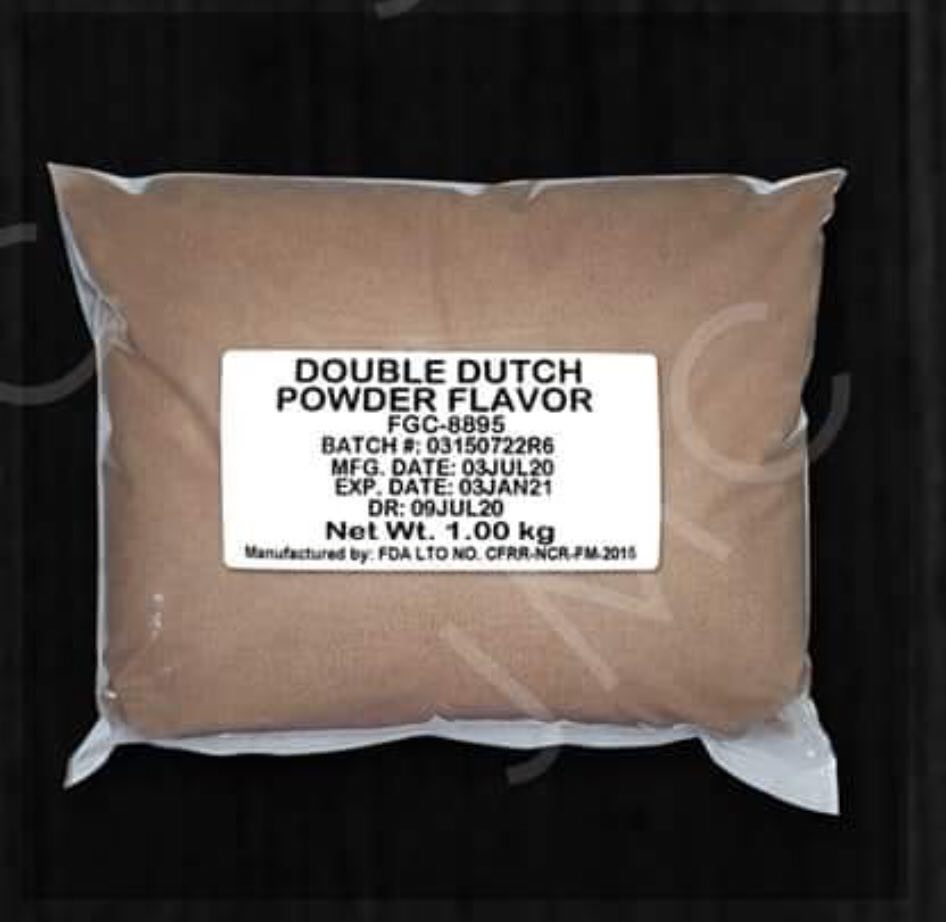 DOUBLE DUTCH
POWDER FLAVOR
FGC-8895
BATCH #: 03150722R6
MFG. DATE: 03JUL20
EXP. DATE: 03JAN21
DR: 09JUL20
Net Wt. 1.00 kg
Manufactured by: FDA LTO NO. CFRR-NCR-FM-2015
INC